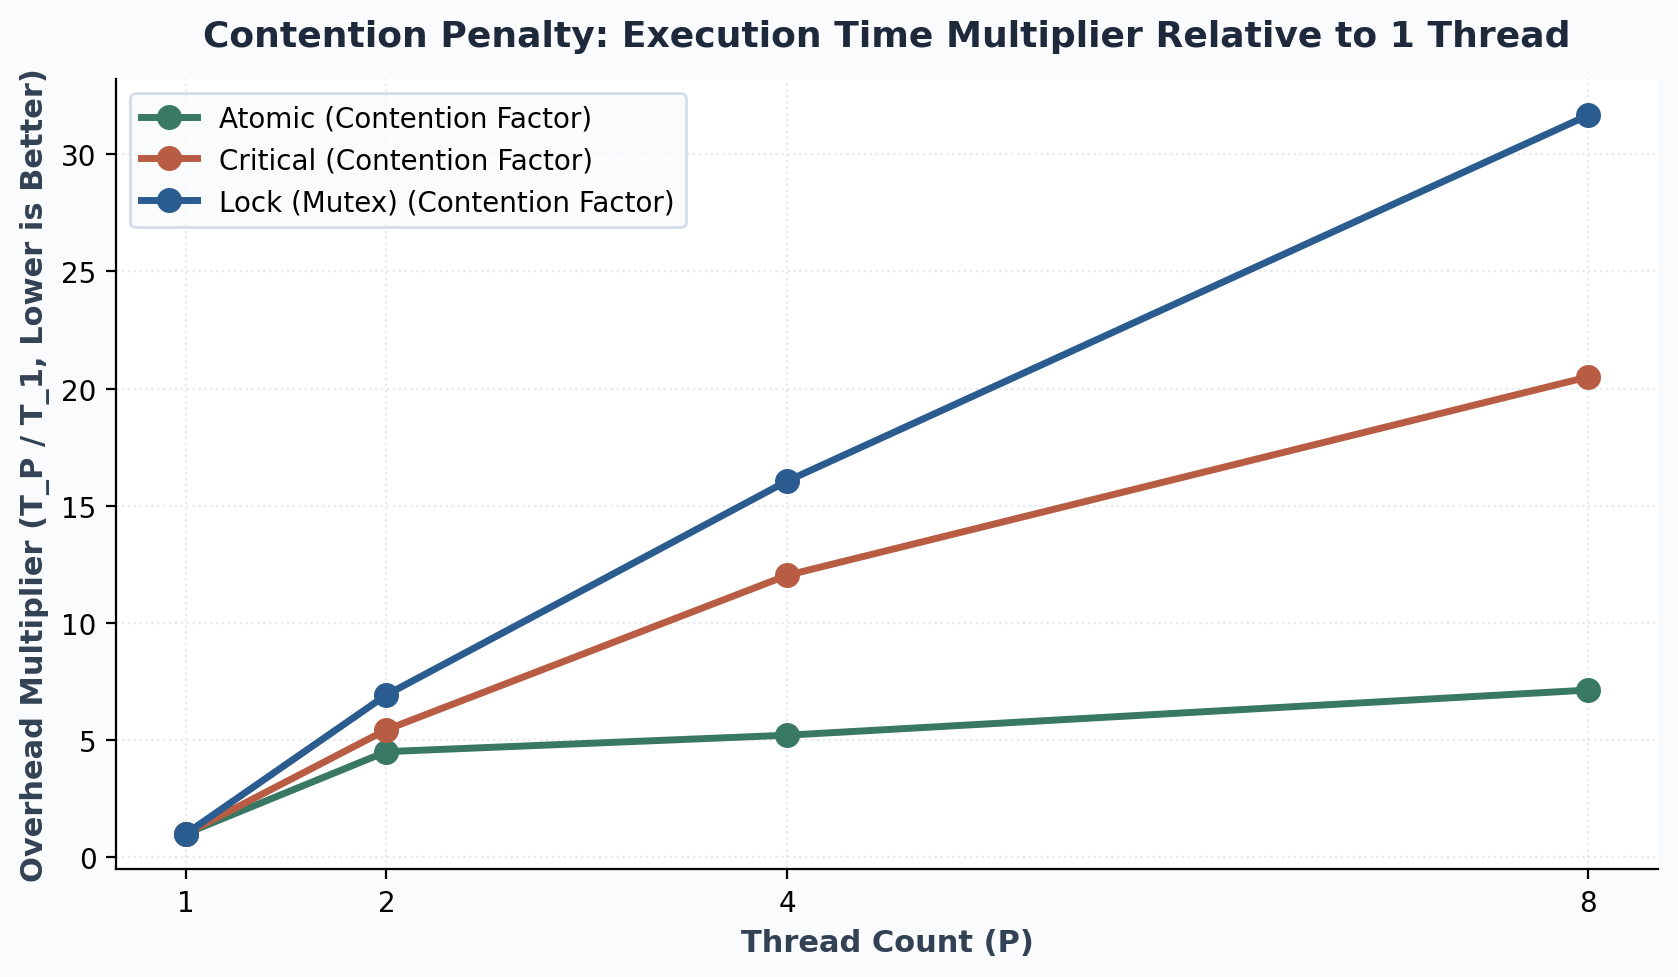 Contention Penalty: Execution Time Multiplier Relative to 1 Thread
Overhead Multiplier (T_P / T_1, Lower is Better)
Atomic (Contention Factor)
Critical (Contention Factor)
Lock (Mutex) (Contention Factor)
30
25
20
15
10
5
0
1 2 4 8
Thread Count (P)